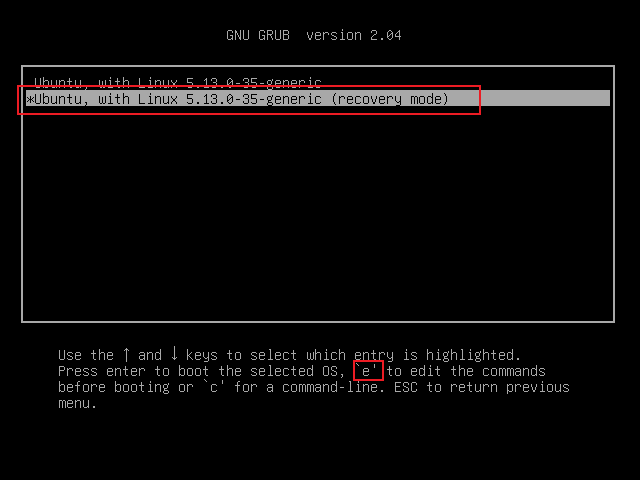 GNU GRUB  version 2.04
Ubuntu, with Linux 5.13.0-35-generic
*Ubuntu, with Linux 5.13.0-35-generic (recovery mode)
Use the ↑ and ↓ keys to select which entry is highlighted.
Press enter to boot the selected OS, `e' to edit the commands
before booting or `c' for a command-line. ESC to return previous
menu.